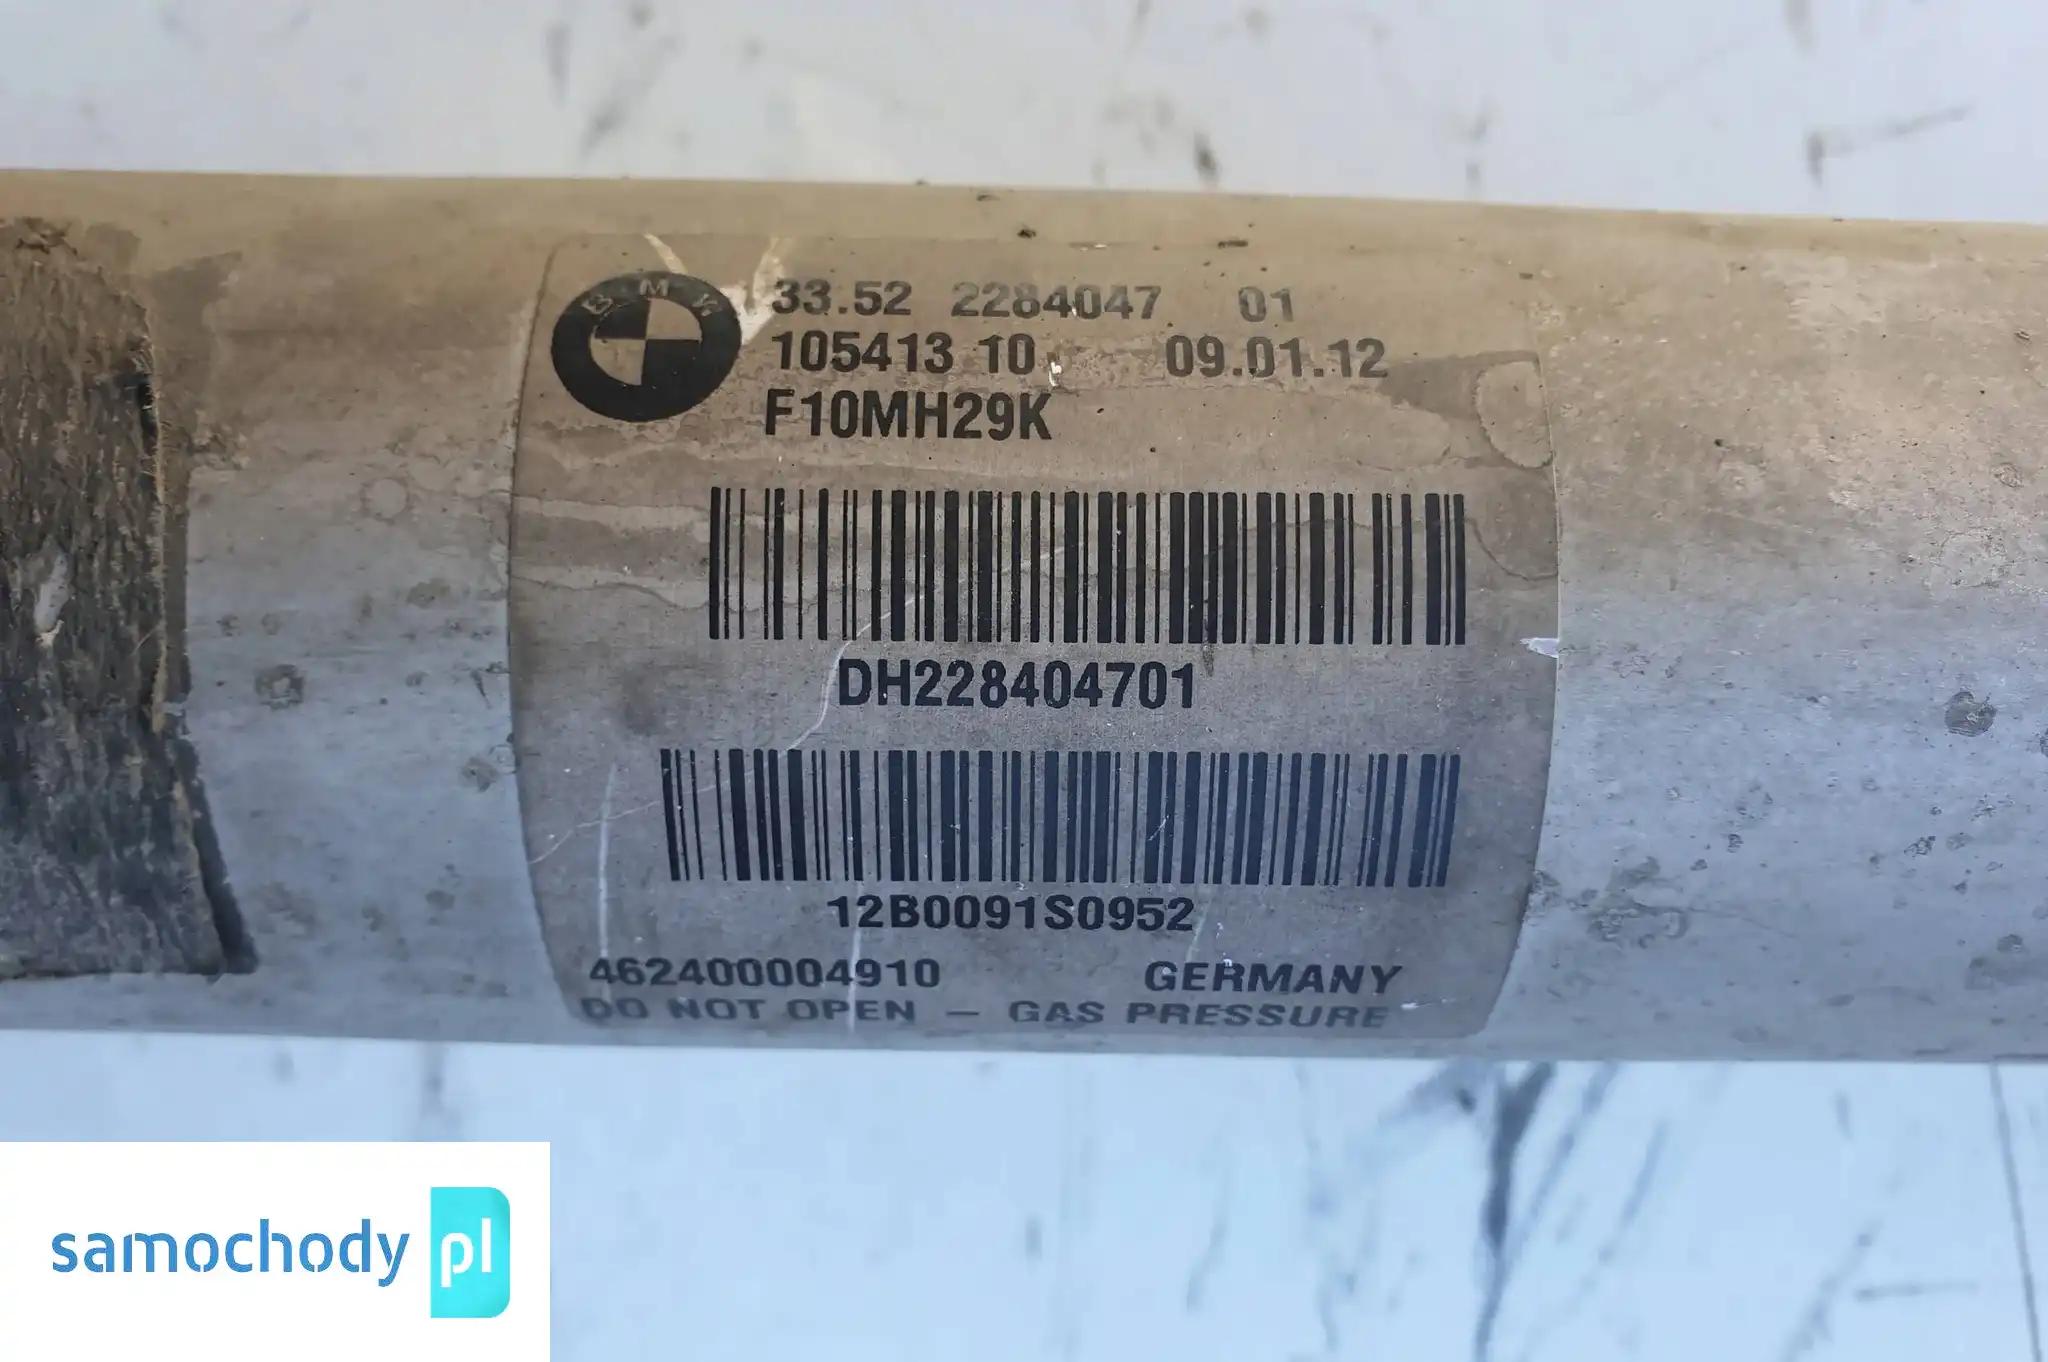 BMW
33.52 2284047 01
105413 10 09.01.12
F10MH29K
DH228404701
12B0091S0952
462400004910 GERMANY
DO NOT OPEN - GAS PRESSURE
samochody pl